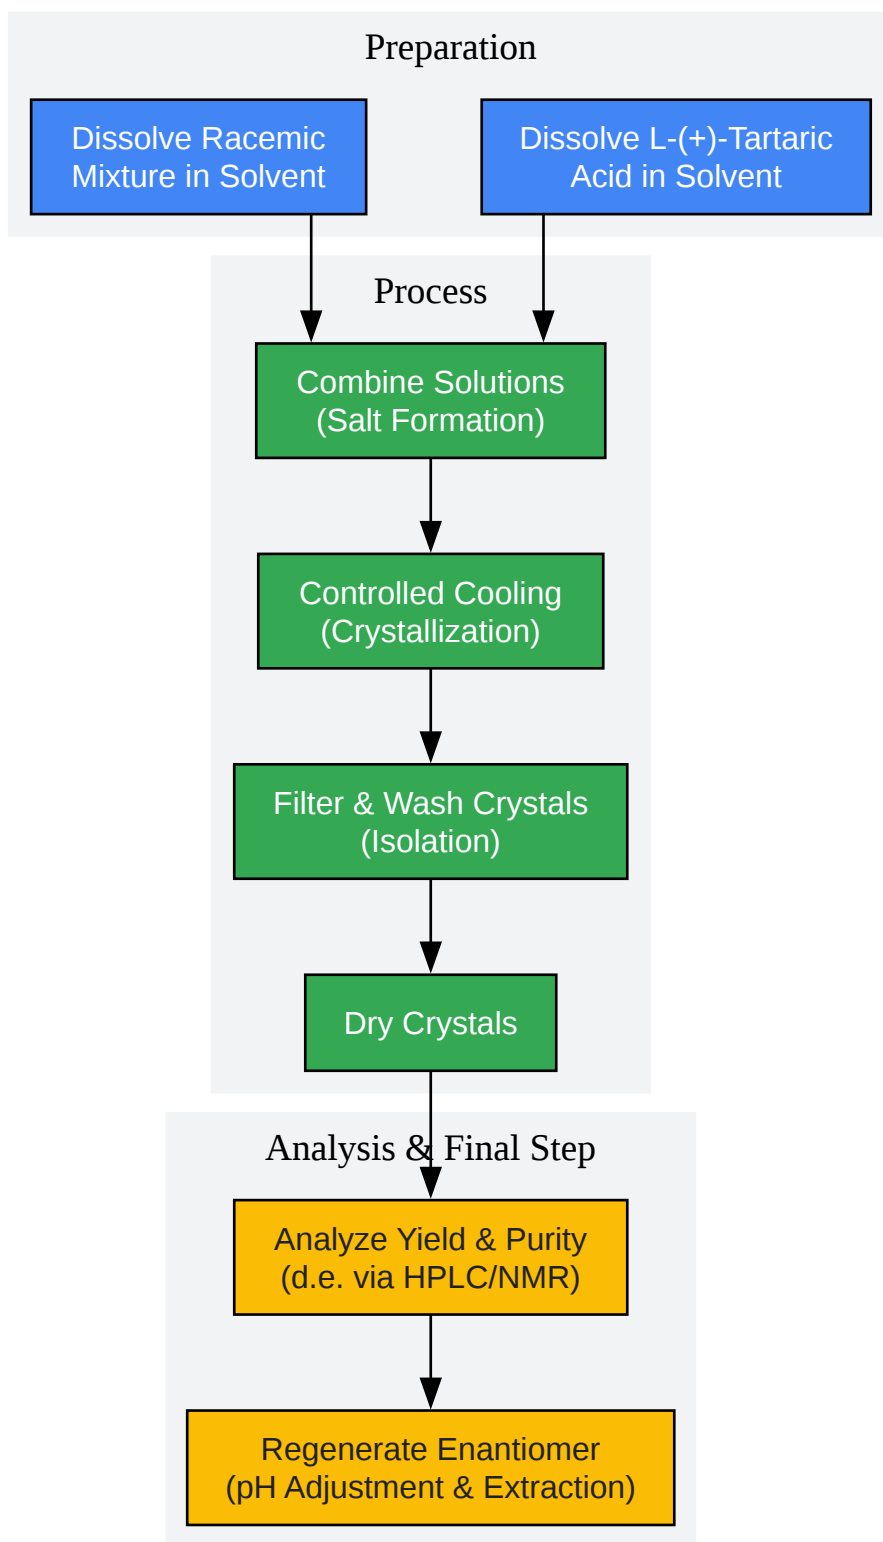 Preparation
Dissolve Racemic
Mixture in Solvent
Dissolve L-(+)-Tartaric
Acid in Solvent
Process
Combine Solutions
(Salt Formation)
Controlled Cooling
(Crystallization)
Filter & Wash Crystals
(Isolation)
Dry Crystals
Analysis & Final Step
Analyze Yield & Purity
(d.e. via HPLC/NMR)
Regenerate Enantiomer
(pH Adjustment & Extraction)